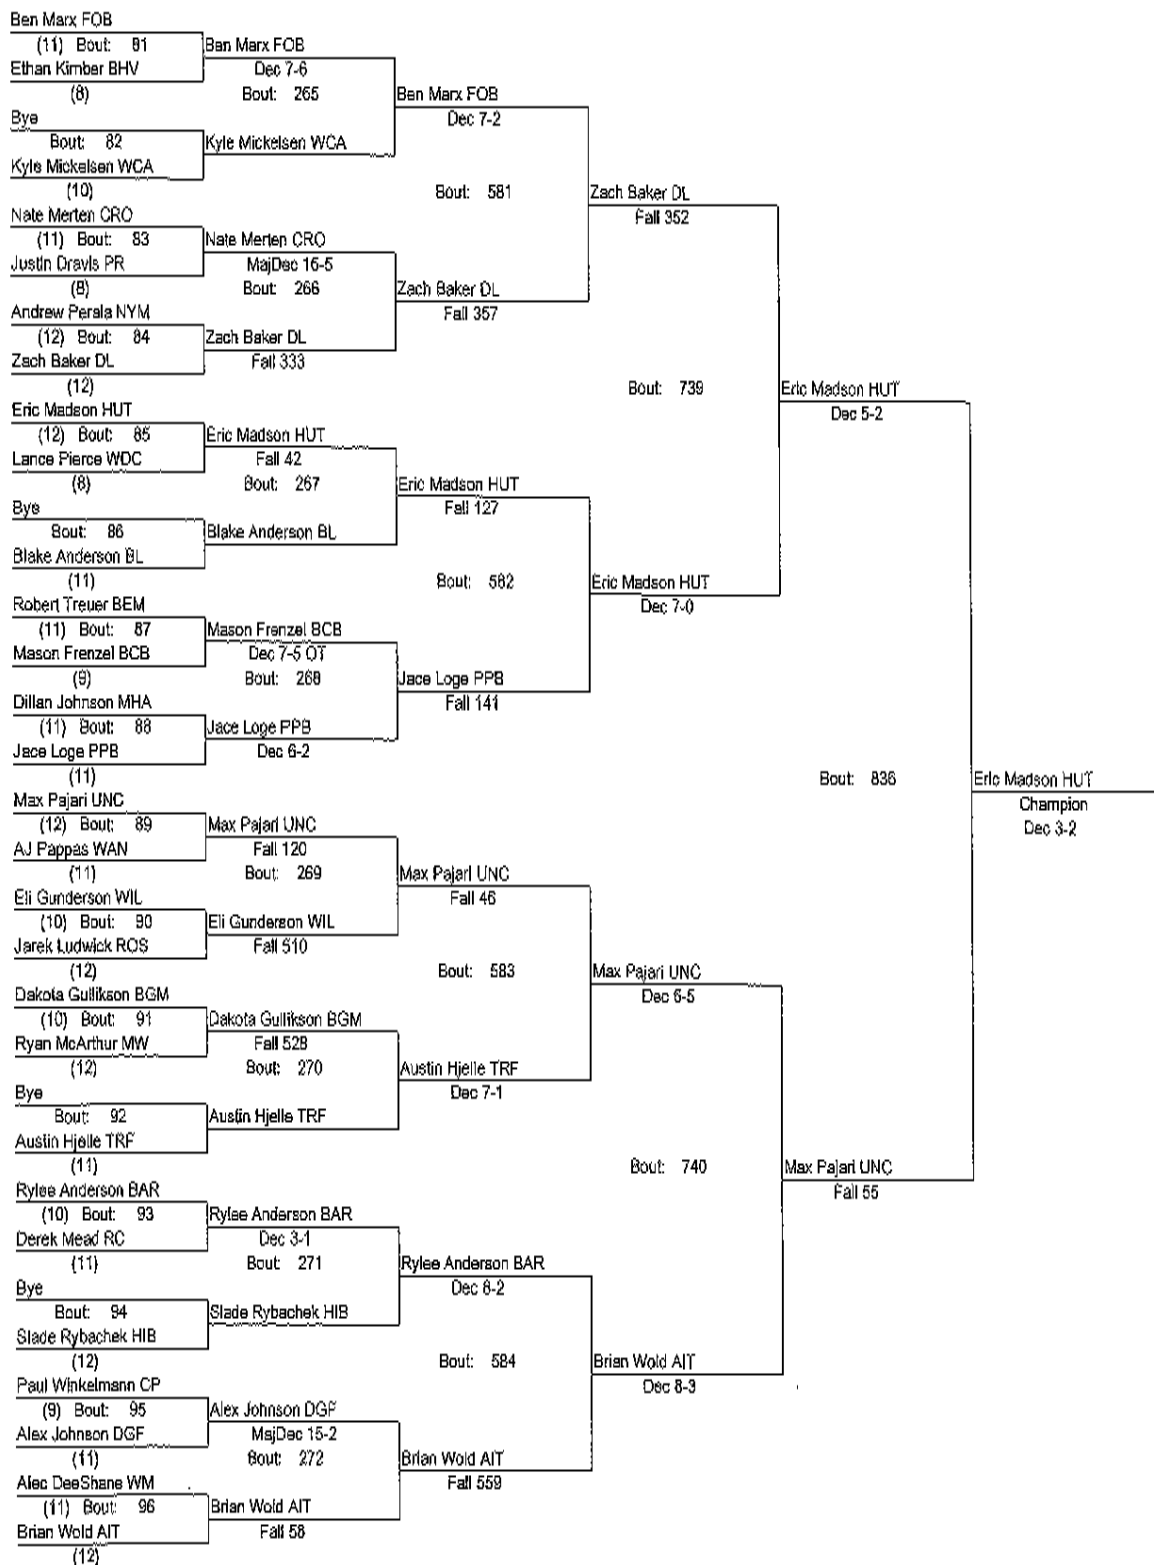 Ben Marx FOB
(11) Bout: 81
Ethan Kimber BHV
(8)
Bye
Bout: 82
Kyle Mickelsen WCA
(10)
Nate Merten CRO
(11) Bout: 83
Justin Dravis PR
(8)
Andrew Perala NYM
(12) Bout: 84
Zach Baker DL
(12)
Eric Madson HUT
(12) Bout: 85
Lance Pierce WDC
(8)
Bye
Bout: 86
Blake Anderson BL
(11)
Robert Treuer BEM
(11) Bout: 87
Mason Frenzel BCB
(9)
Dillan Johnson MHA
(11) Bout: 88
Jace Loge PPB
(11)
Max Pajari UNC
(12) Bout: 89
AJ Pappas WAN
(11)
Eli Gunderson WIL
(10) Bout: 90
Jarek Ludwick ROS
(12)
Dakota Gullikson BGM
(10) Bout: 91
Ryan McArthur MW
(12)
Bye
Bout: 92
Austin Hjelle TRF
(11)
Rylee Anderson BAR
(10) Bout: 93
Derek Mead RC
(11)
Bye
Bout: 94
Slade Rybachek HIB
(12)
Paul Winkelmann CP
(9) Bout: 95
Alex Johnson DGF
(11)
Alec DeeShane WM
(11) Bout: 96
Brian Wold AIT
(12)
Ben Marx FOB
Dec 7-6
Bout: 265
Kyle Mickelsen WCA
Nate Merten CRO
MajDec 16-5
Bout: 266
Zach Baker DL
Fall 333
Eric Madson HUT
Fall 42
Bout: 267
Blake Anderson BL
Mason Frenzel BCB
Dec 7-5 OT
Bout: 268
Jace Loge PPB
Dec 6-2
Max Pajari UNC
Fall 120
Bout: 269
Eli Gunderson WIL
Fall 510
Dakota Gullikson BGM
Fall 528
Bout: 270
Austin Hjelle TRF
Rylee Anderson BAR
Dec 3-1
Bout: 271
Slade Rybachek HIB
Alex Johnson DGF
MajDec 15-2
Bout: 272
Brian Wold AIT
Fall 58
Ben Marx FOB
Dec 7-2
Bout: 581
Zach Baker DL
Fall 357
Eric Madson HUT
Fall 127
Bout: 582
Jace Loge PPB
Fall 141
Max Pajari UNC
Fall 46
Bout: 583
Austin Hjelle TRF
Dec 7-1
Rylee Anderson BAR
Dec 8-2
Bout: 584
Brian Wold AIT
Fall 559
Zach Baker DL
Fall 352
Bout: 739
Eric Madson HUT
Dec 7-0
Max Pajari UNC
Dec 6-5
Bout: 740
Brian Wold AIT
Dec 8-3
Eric Madson HUT
Dec 5-2
Bout: 836
Max Pajari UNC
Fall 55
Eric Madson HUT
Champion
Dec 3-2